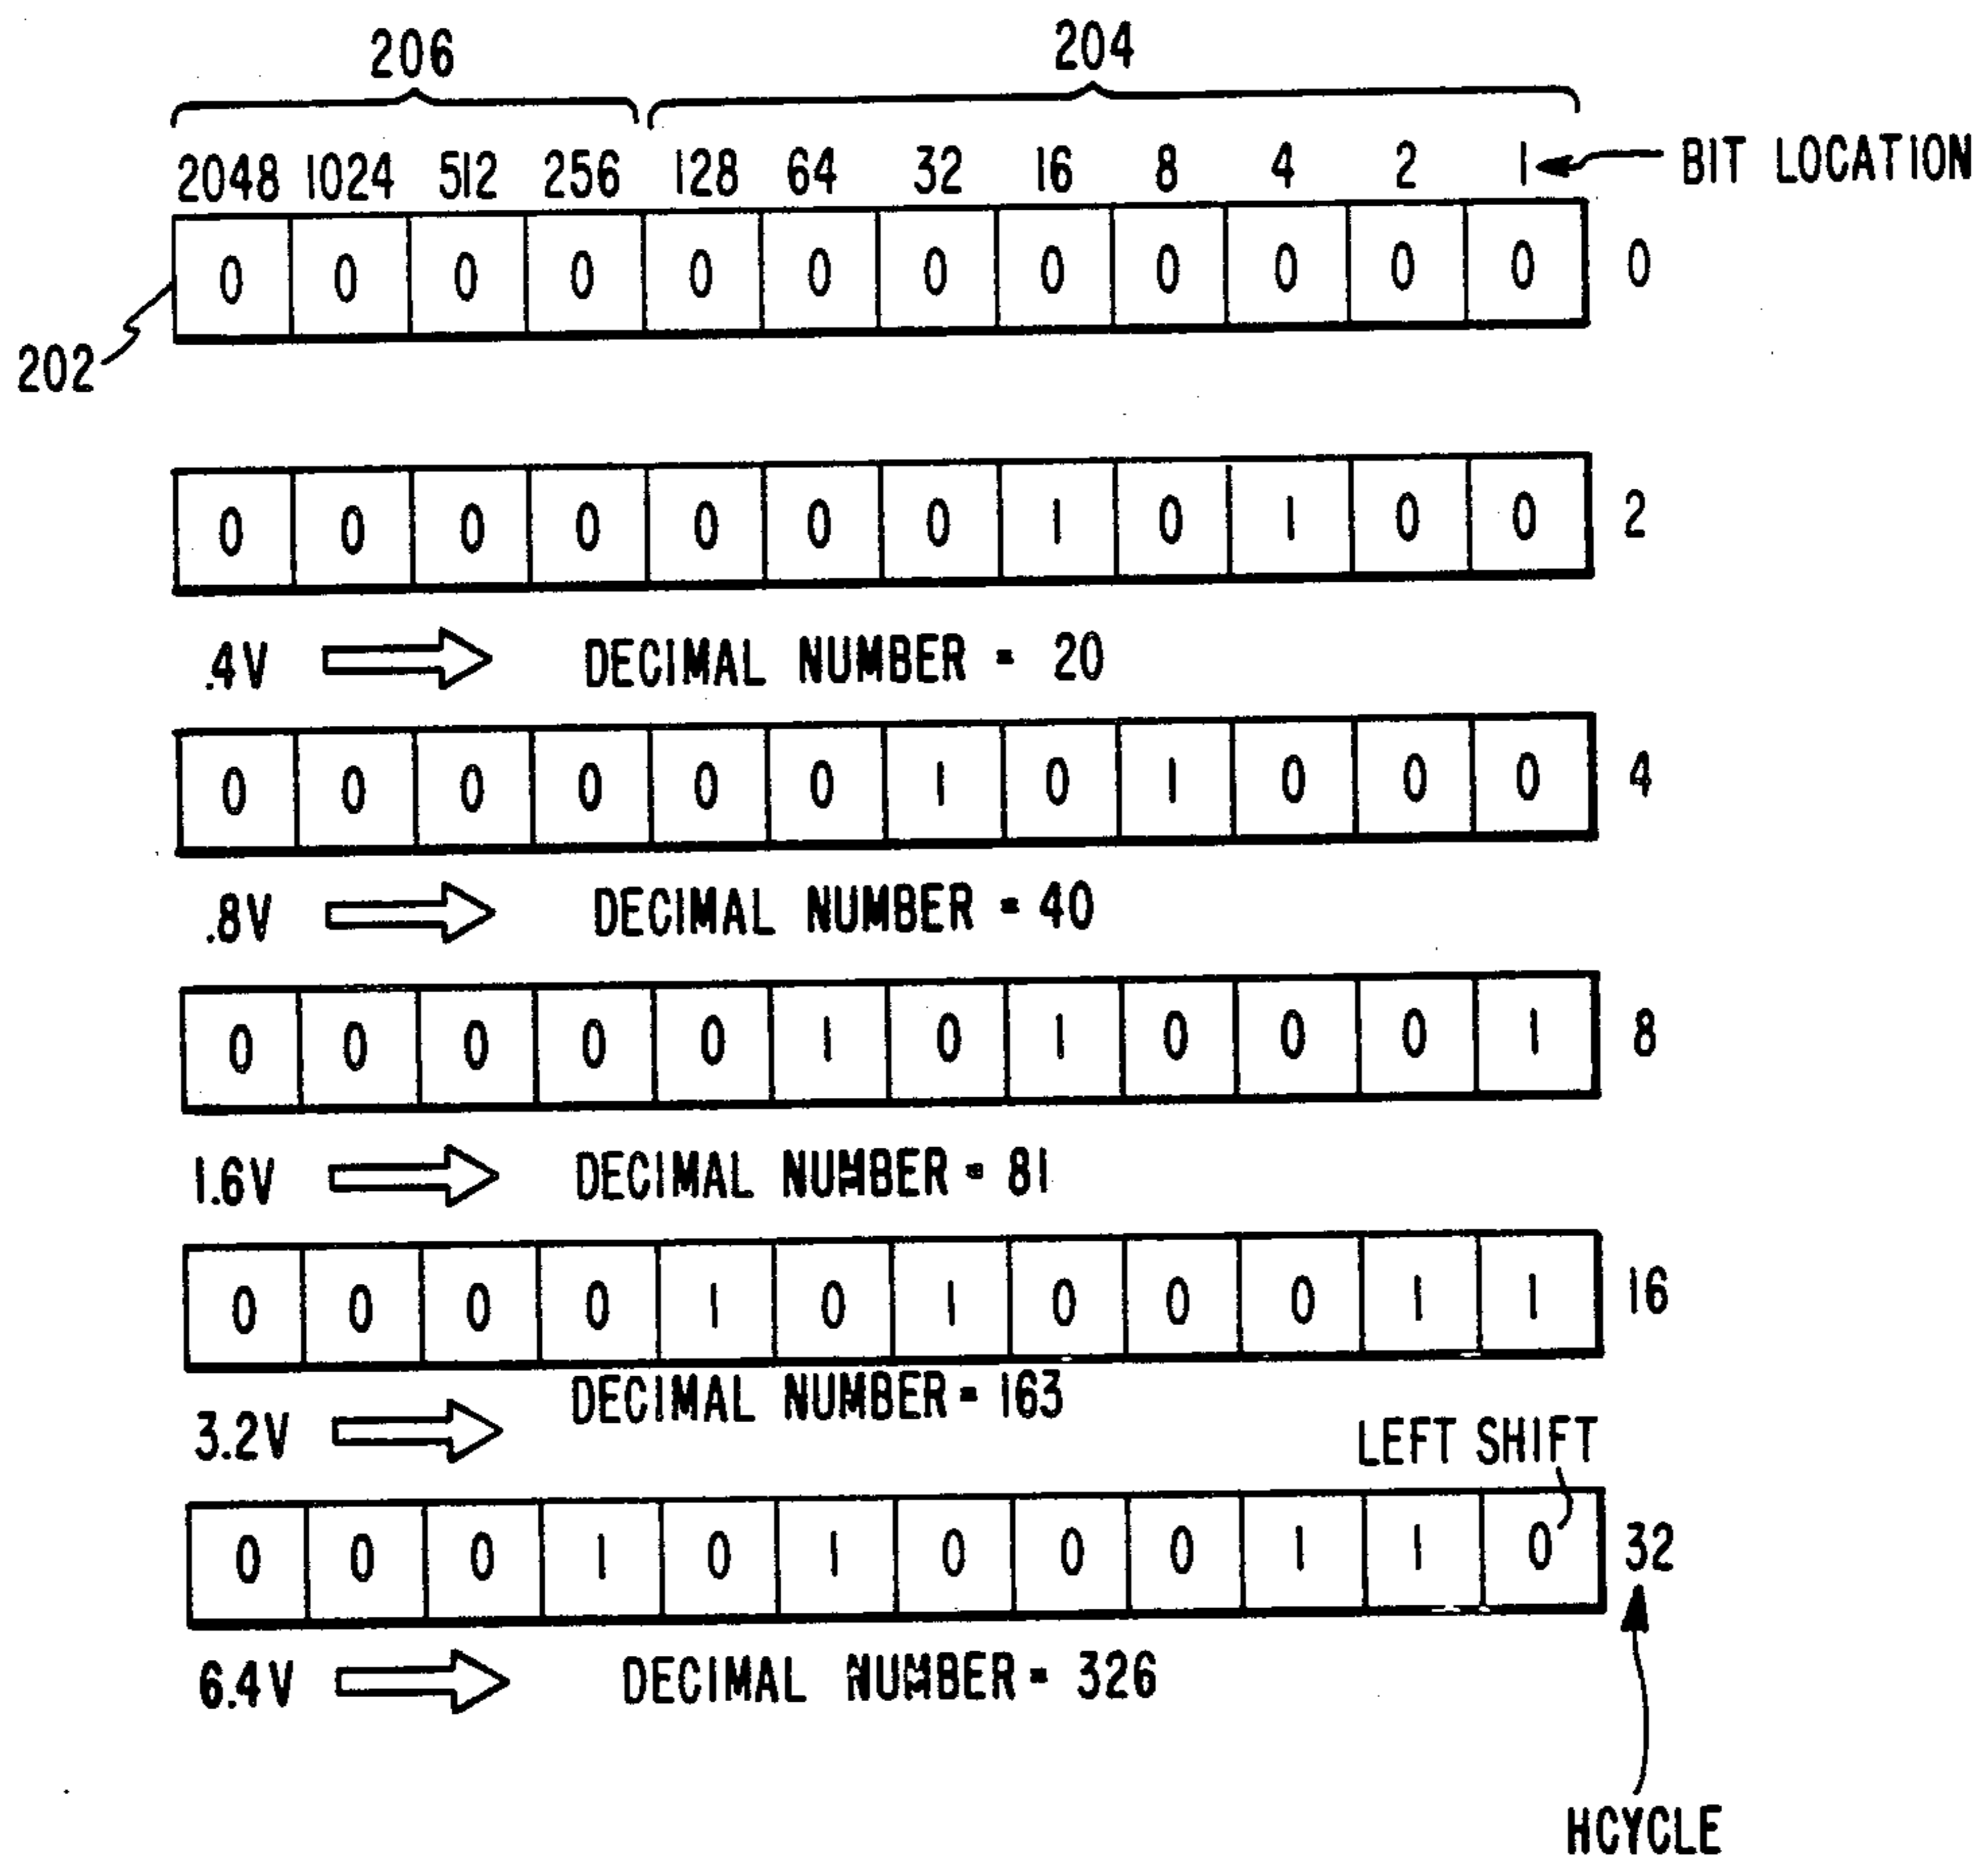 206 204
2048 1024 512 256 128 64 32 16 8 4 2 1 BIT LOCATION
0 0 0 0 0 0 0 0 0 0 0 0 0
202
0 0 0 0 0 0 0 1 0 1 0 0 2
.4V DECIMAL NUMBER = 20
0 0 0 0 0 0 1 0 1 0 0 0 4
.8V DECIMAL NUMBER = 40
0 0 0 0 0 1 0 1 0 0 0 1 8
1.6V DECIMAL NUMBER = 81
0 0 0 0 1 0 1 0 0 0 1 1 16
3.2V DECIMAL NUMBER = 163
LEFT SHIFT
0 0 0 1 0 1 0 0 0 1 1 0 32
6.4V DECIMAL NUMBER = 326
HCYCLE